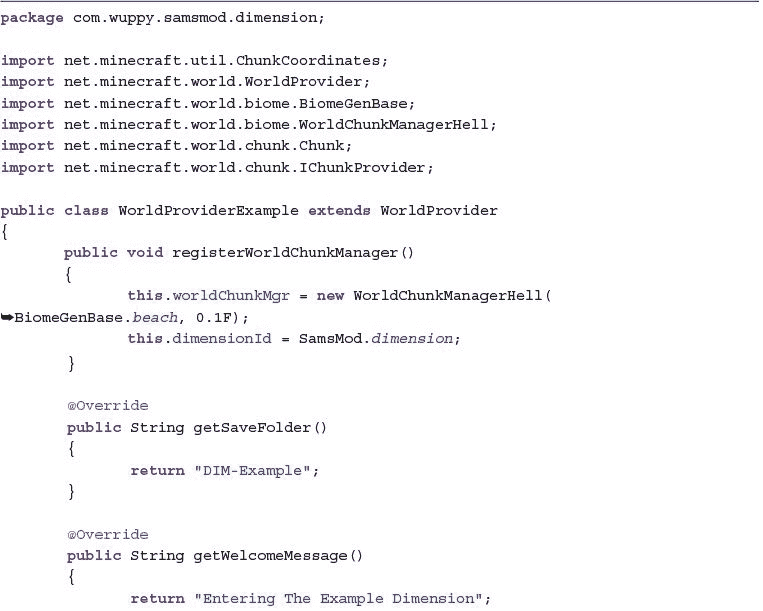 package com.wuppy.samsmod.dimension;
import net.minecraft.util.ChunkCoordinates;
import net.minecraft.world.WorldProvider;
import net.minecraft.world.biome.BiomeGenBase;
import net.minecraft.world.biome.WorldChunkManagerHell;
import net.minecraft.world.chunk.Chunk;
import net.minecraft.world.chunk.IChunkProvider;
public class WorldProviderExample extends WorldProvider
{
public void registerWorldChunkManager()
{
this.worldChunkMgr = new WorldChunkManagerHell(
➥BiomeGenBase.beach, 0.1F);
this.dimensionId = SamsMod.dimension;
}
@Override
public String getSaveFolder()
{
return "DIM-Example";
}
@Override
public String getWelcomeMessage()
{
return "Entering The Example Dimension";